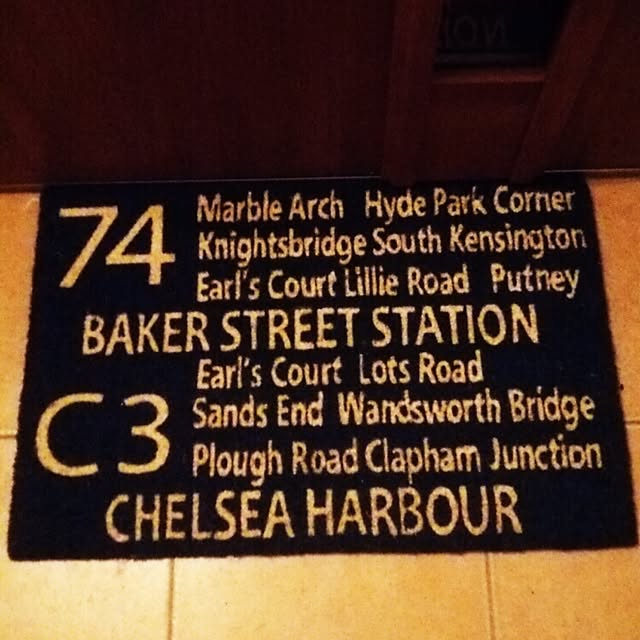 74
Marble Arch Hyde Park Corner
Knightsbridge South Kensington
Earl's Court Lillie Road Putney
BAKER STREET STATION
C3
Earl's Court Lots Road
Sands End Wandsworth Bridge
Plough Road Clapham Junction
CHELSEA HARBOUR